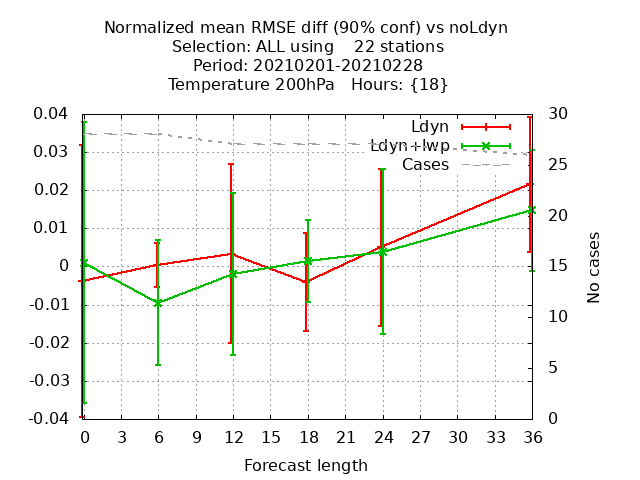 Normalized mean RMSE diff (90% conf) vs noLdyn
Selection: ALL using    22 stations
Period: 20210201-20210228
Temperature 200hPa   Hours: {18}
0.04
0.03
0.02
0.01
0
-0.01
-0.02
-0.03
-0.04
Ldyn
Ldyn+lwp
Cases
30
25
20
15
10
5
0
No cases
0 3 6 9 12 15 18 21 24 27 30 33 36
Forecast length